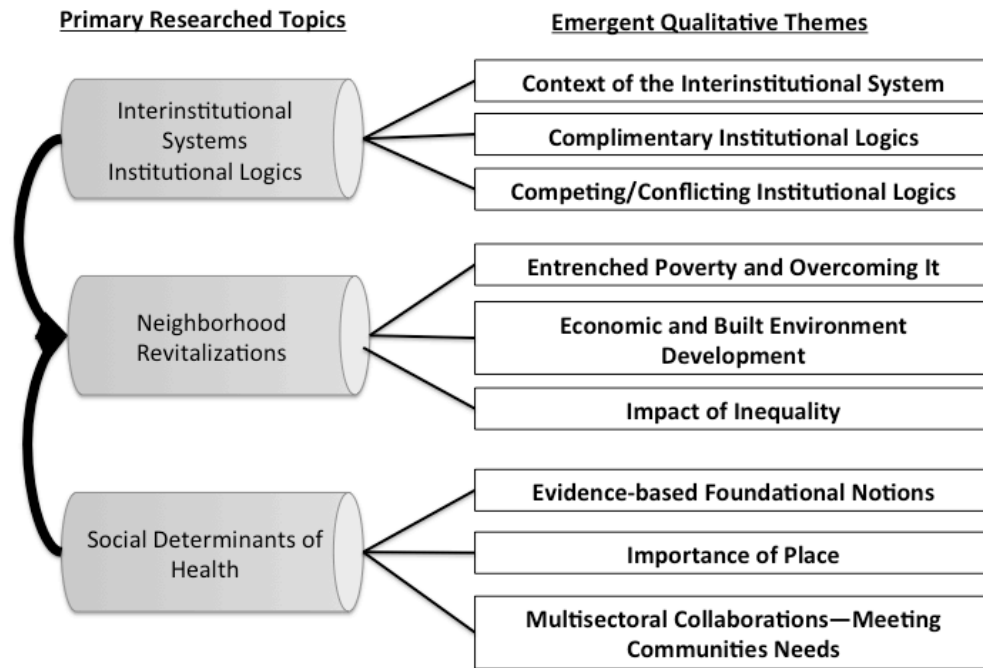 Primary Researched Topics
Emergent Qualitative Themes
Interinstitutional
Systems
Institutional Logics
Context of the Interinstitutional System
Complimentary Institutional Logics
Competing/Conflicting Institutional Logics
Neighborhood
Revitalizations
Entrenched Poverty and Overcoming It
Economic and Built Environment
Development
Impact of Inequality
Social Determinants of
Health
Evidence-based Foundational Notions
Importance of Place
Multisectoral Collaborations—Meeting
Communities Needs